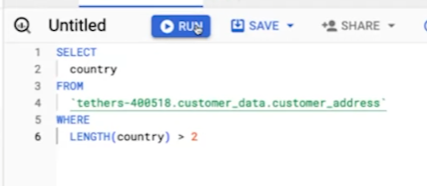 Untitled RUN SAVE SHARE
1 SELECT
2 country
3 FROM
4 `tethers-400518.customer_data.customer_address`
5 WHERE
6 LENGTH(country) > 2